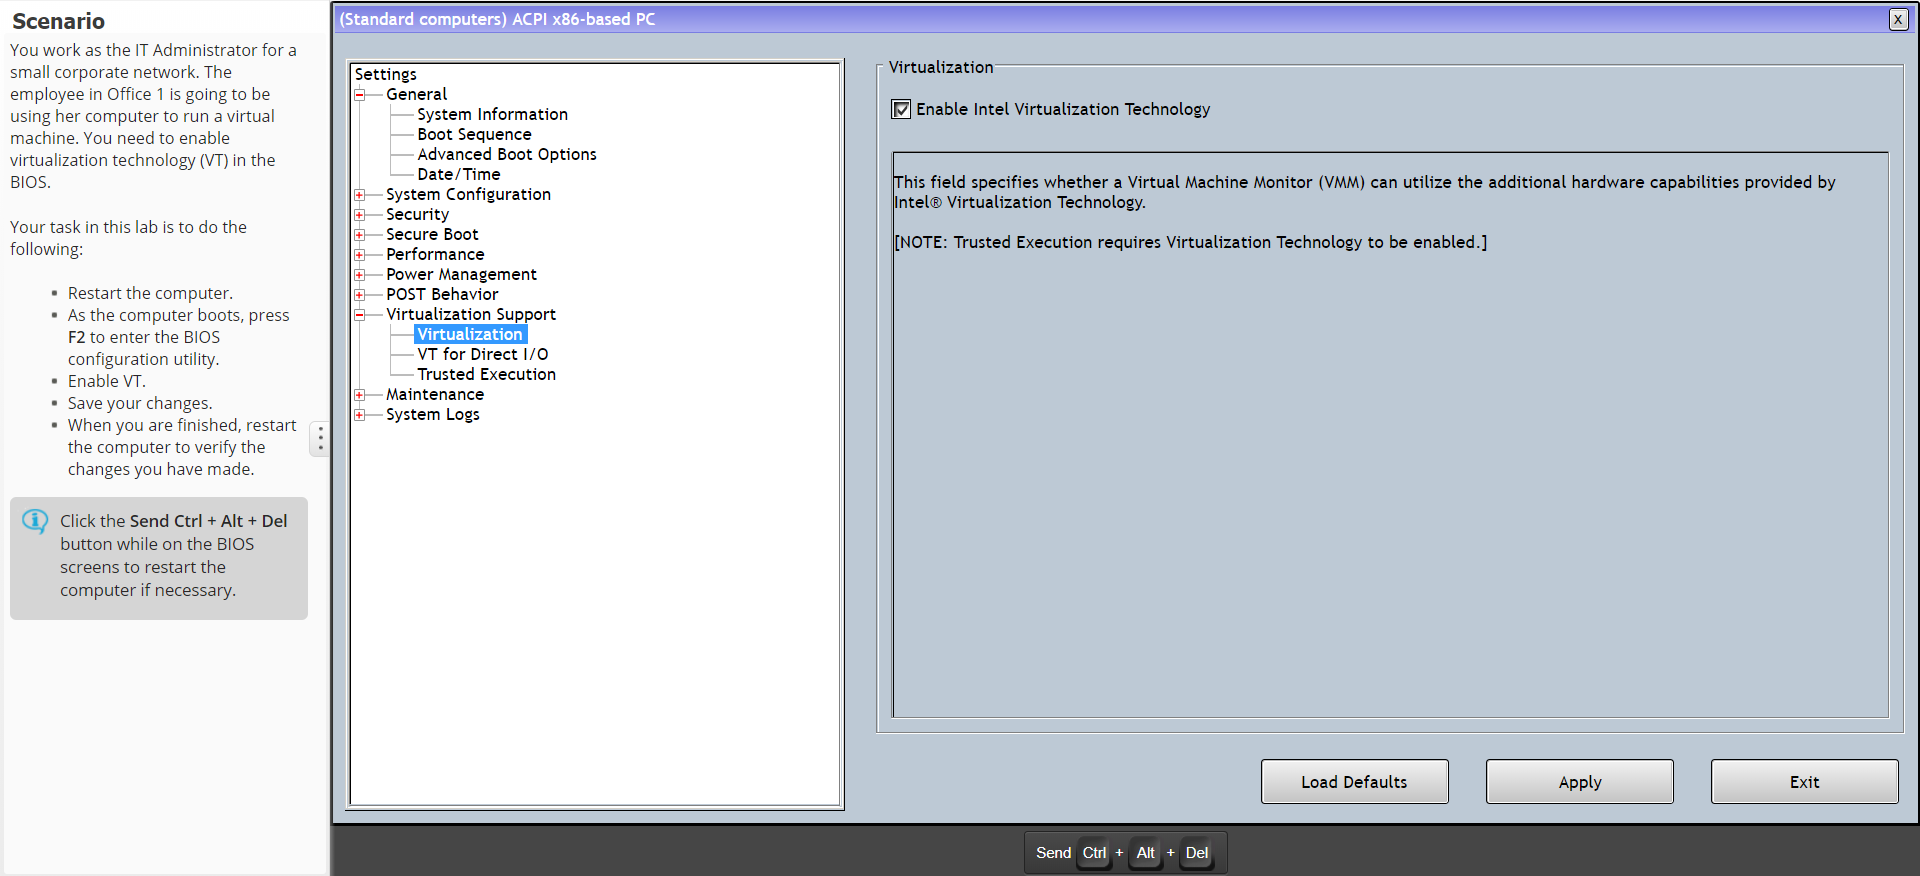 Scenario
You work as the IT Administrator for a
small corporate network. The
employee in Office 1 is going to be
using her computer to run a virtual
machine. You need to enable
virtualization technology (VT) in the
BIOS.
Your task in this lab is to do the
following:
Restart the computer.
As the computer boots, press
F2 to enter the BIOS
configuration utility.
Enable VT.
Save your changes.
When you are finished, restart
the computer to verify the
changes you have made.
Click the Send Ctrl + Alt + Del
button while on the BIOS
screens to restart the
computer if necessary.
(Standard computers) ACPI x86-based PC
X
Settings
General
System Information
Boot Sequence
Advanced Boot Options
Date/Time
System Configuration
Security
Secure Boot
Performance
Power Management
POST Behavior
Virtualization Support
Virtualization
VT for Direct I/O
Trusted Execution
Maintenance
System Logs
Virtualization
Enable Intel Virtualization Technology
This field specifies whether a Virtual Machine Monitor (VMM) can utilize the additional hardware capabilities provided by
Intel® Virtualization Technology.
[NOTE: Trusted Execution requires Virtualization Technology to be enabled.]
Load Defaults
Apply
Exit
Send Ctrl + Alt + Del